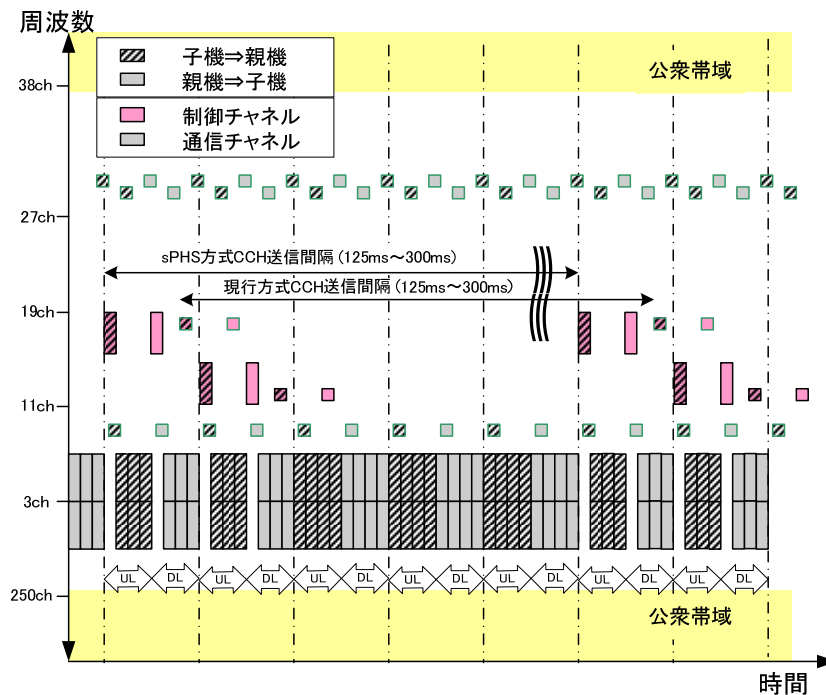 周波数
子機⇒親機
親機⇒子機
制御チャネル
通信チャネル
公衆帯域
38ch
27ch
sPHS方式CCH送信間隔(125ms～300ms)
現行方式CCH送信間隔(125ms～300ms)
19ch
11ch
3ch
UL DL UL DL UL DL UL DL UL DL UL DL UL DL
250ch
公衆帯域
時間